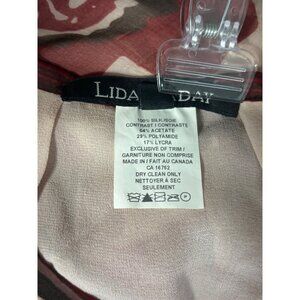 LIDA DAY
100% SILK/SOIE
CONTRAST / CONTRASTE
54% ACETATE
29% POLYAMIDE
17% LYCRA
EXCLUSIVE OF TRIM /
GARNITURE NON COMPRISE
MADE IN / FAIT AU CANADA
CA 16762
DRY CLEAN ONLY
NETTOYER À SEC
SEULEMENT